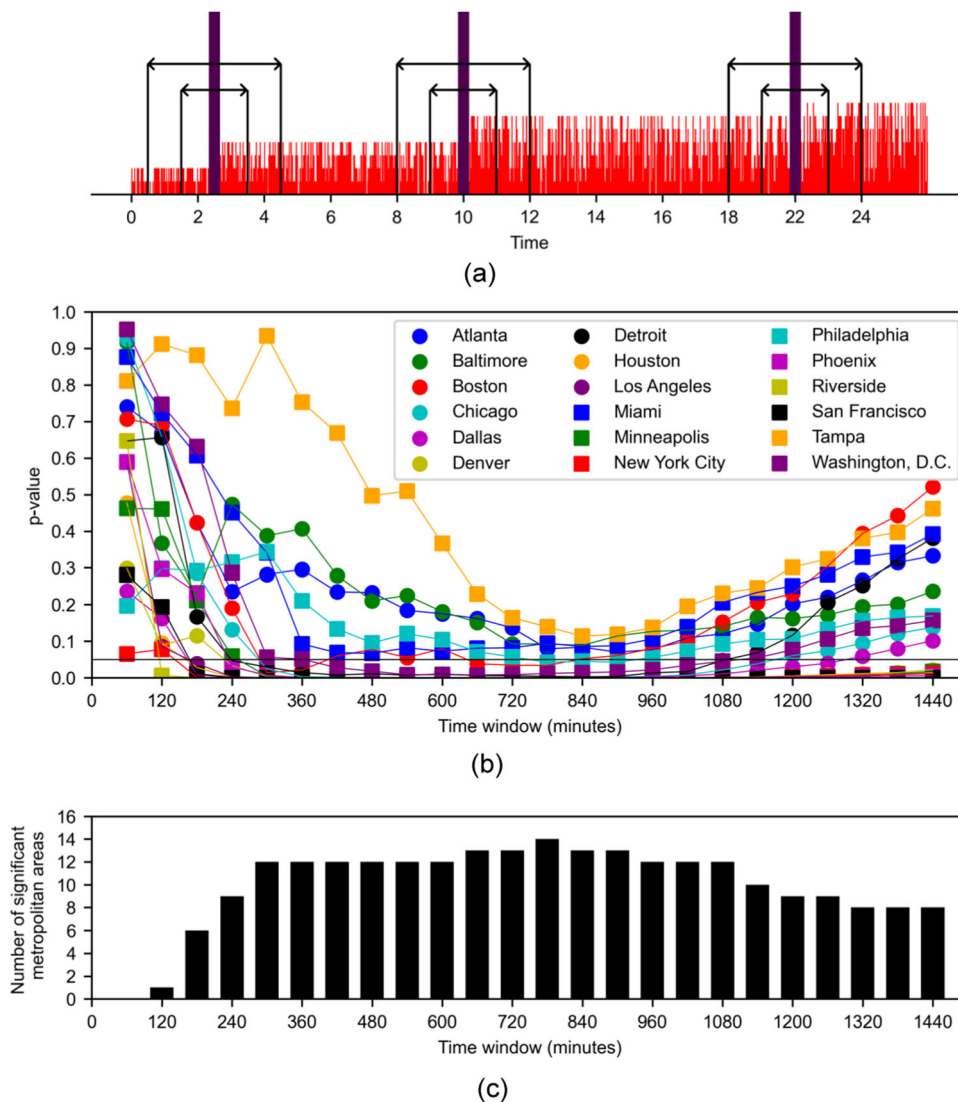 0 2 4 6 8 10 12 14 16 18 22 22 24
Time
(a)
1.0
0.9
0.8
0.7
0.6
0.5
0.4
0.3
0.2
0.1
0.0
p-value
Atlanta
Baltimore
Boston
Chicago
Dallas
Denver
Detroit
Houston
Los Angeles
Miami
Minneapolis
New York City
Philadelphia
Phoenix
Riverside
San Francisco
Tampa
Washington, D.C.
0 120 240 360 480 600 720 840 960 1080 1200 1320 1440
Time window (minutes)
(b)
16
14
12
10
8
6
4
2
0
Number of significant
metropolitan areas
0 120 240 360 480 600 720 840 960 1080 1200 1320 1440
Time window (minutes)
(c)